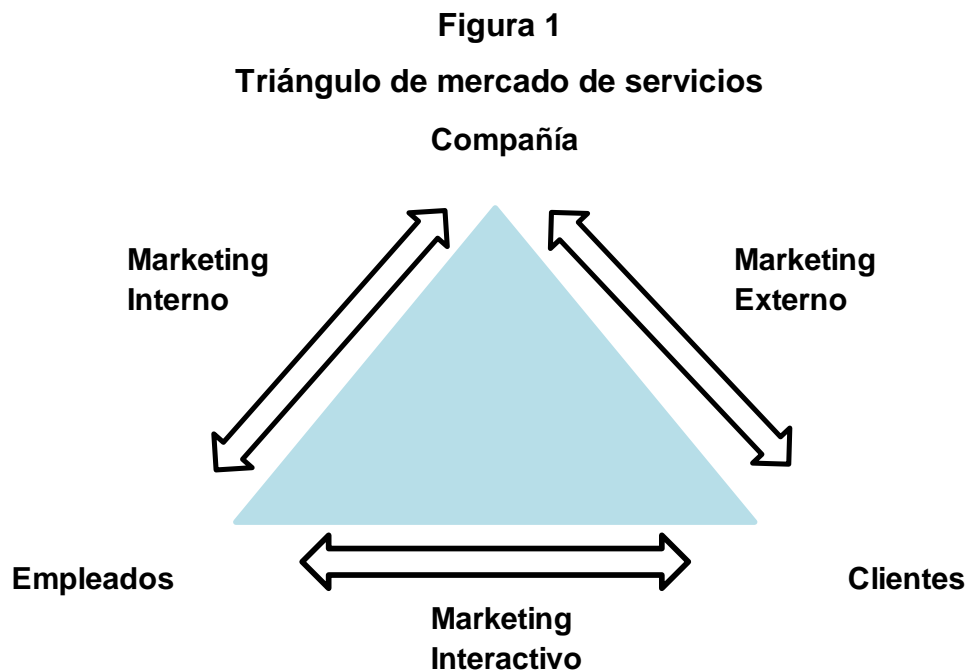 Figura 1
Triángulo de mercado de servicios
Compañía
Marketing
Interno
Marketing
Externo
Empleados
Clientes
Marketing
Interactivo